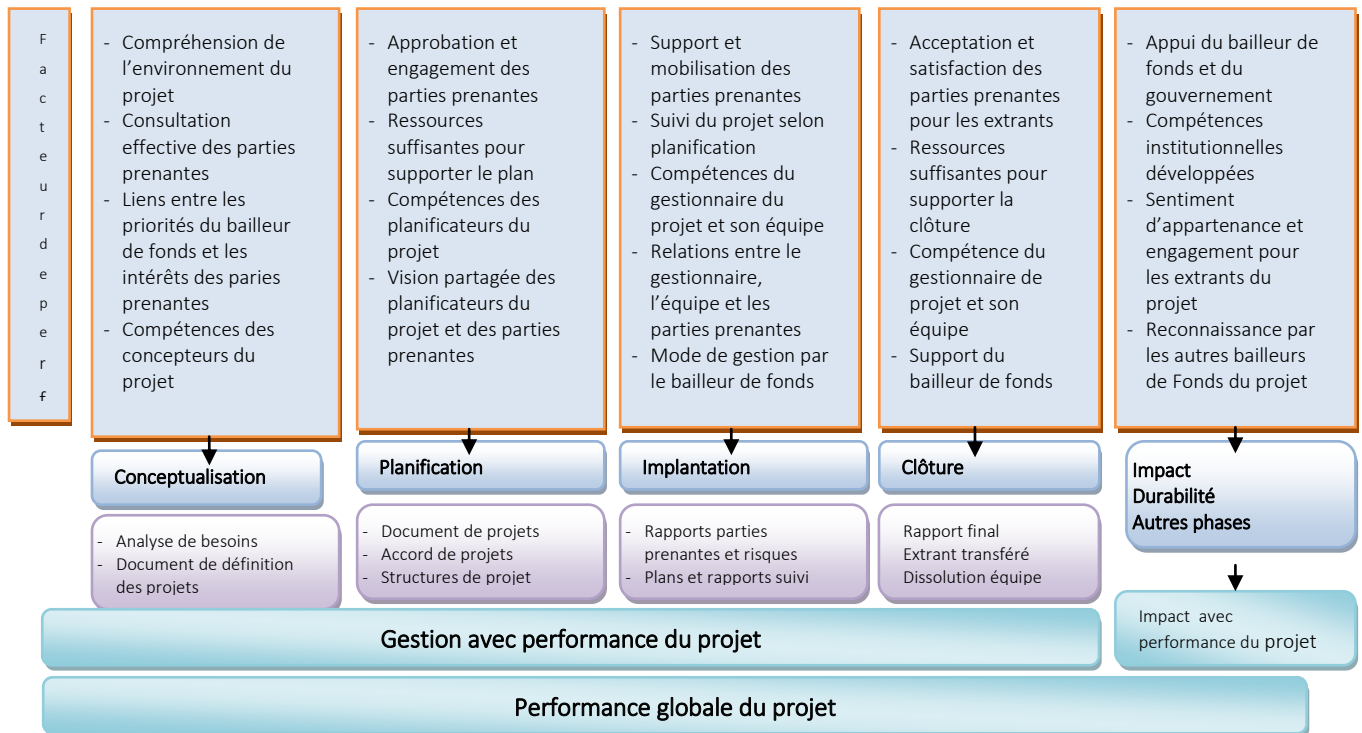 F
a
c
t
e
u
r
d
e
p
e
r
f
- Compréhension de
l'environnement du
projet
- Consultation
effective des parties
prenantes
- Liens entre les
priorités du bailleur
de fonds et les
intérêts des paries
prenantes
- Compétences des
concepteurs du
projet
- Approbation et
engagement des
parties prenantes
- Ressources
suffisantes pour
supporter le plan
- Compétences des
planificateurs du
projet
- Vision partagée des
planificateurs du
projet et des parties
prenantes
- Support et
mobilisation des
parties prenantes
- Suivi du projet selon
planification
- Compétences du
gestionnaire du
projet et son équipe
- Relations entre le
gestionnaire,
l'équipe et les
parties prenantes
- Mode de gestion par
le bailleur de fonds
- Acceptation et
satisfaction des
parties prenantes
pour les extrants
- Ressources
suffisantes pour
supporter la
clôture
- Compétence du
gestionnaire de
projet et son
équipe
- Support du
bailleur de fonds
- Appui du bailleur de
fonds et du
gouvernement
- Compétences
institutionnelles
développées
- Sentiment
d'appartenance et
engagement pour
les extrants du
projet
- Reconnaissance par
les autres bailleurs
de Fonds du projet
Conceptualisation
Planification
Implantation
Clôture
Impact
Durabilité
Autres phases
- Analyse de besoins
- Document de définition
des projets
- Document de projets
- Accord de projets
- Structures de projet
- Rapports parties
prenantes et risques
- Plans et rapports suivi
Rapport final
Extrant transféré
Dissolution équipe
Impact avec
performance du projet
Gestion avec performance du projet
Performance globale du projet